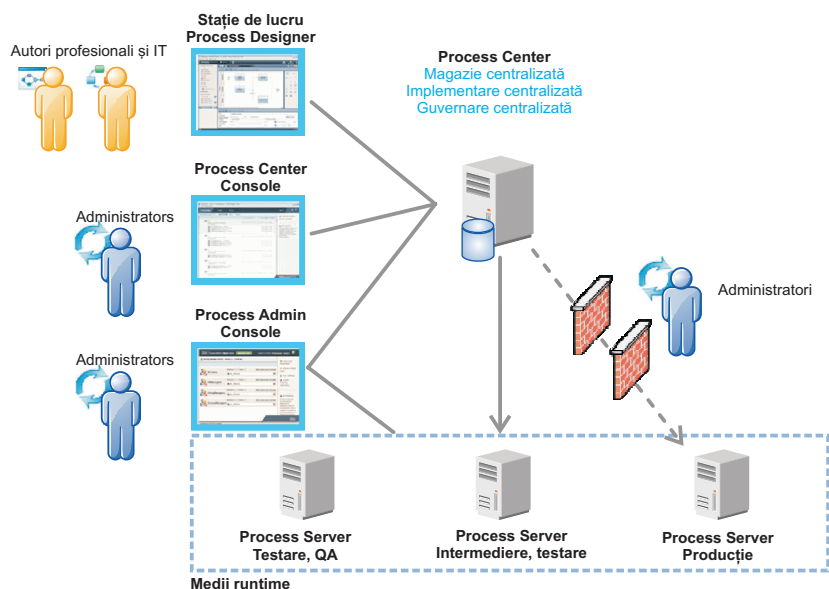 Stație de lucru
Process Designer
Autori profesionali și IT
Process Center
Magazie centralizată
Implementare centralizată
Guvernare centralizată
Process Center
Console
Administrators
Administratori
Process Admin
Console
Administrators
Process Server
Testare, QA
Process Server
Intermediere, testare
Process Server
Producție
Medii runtime